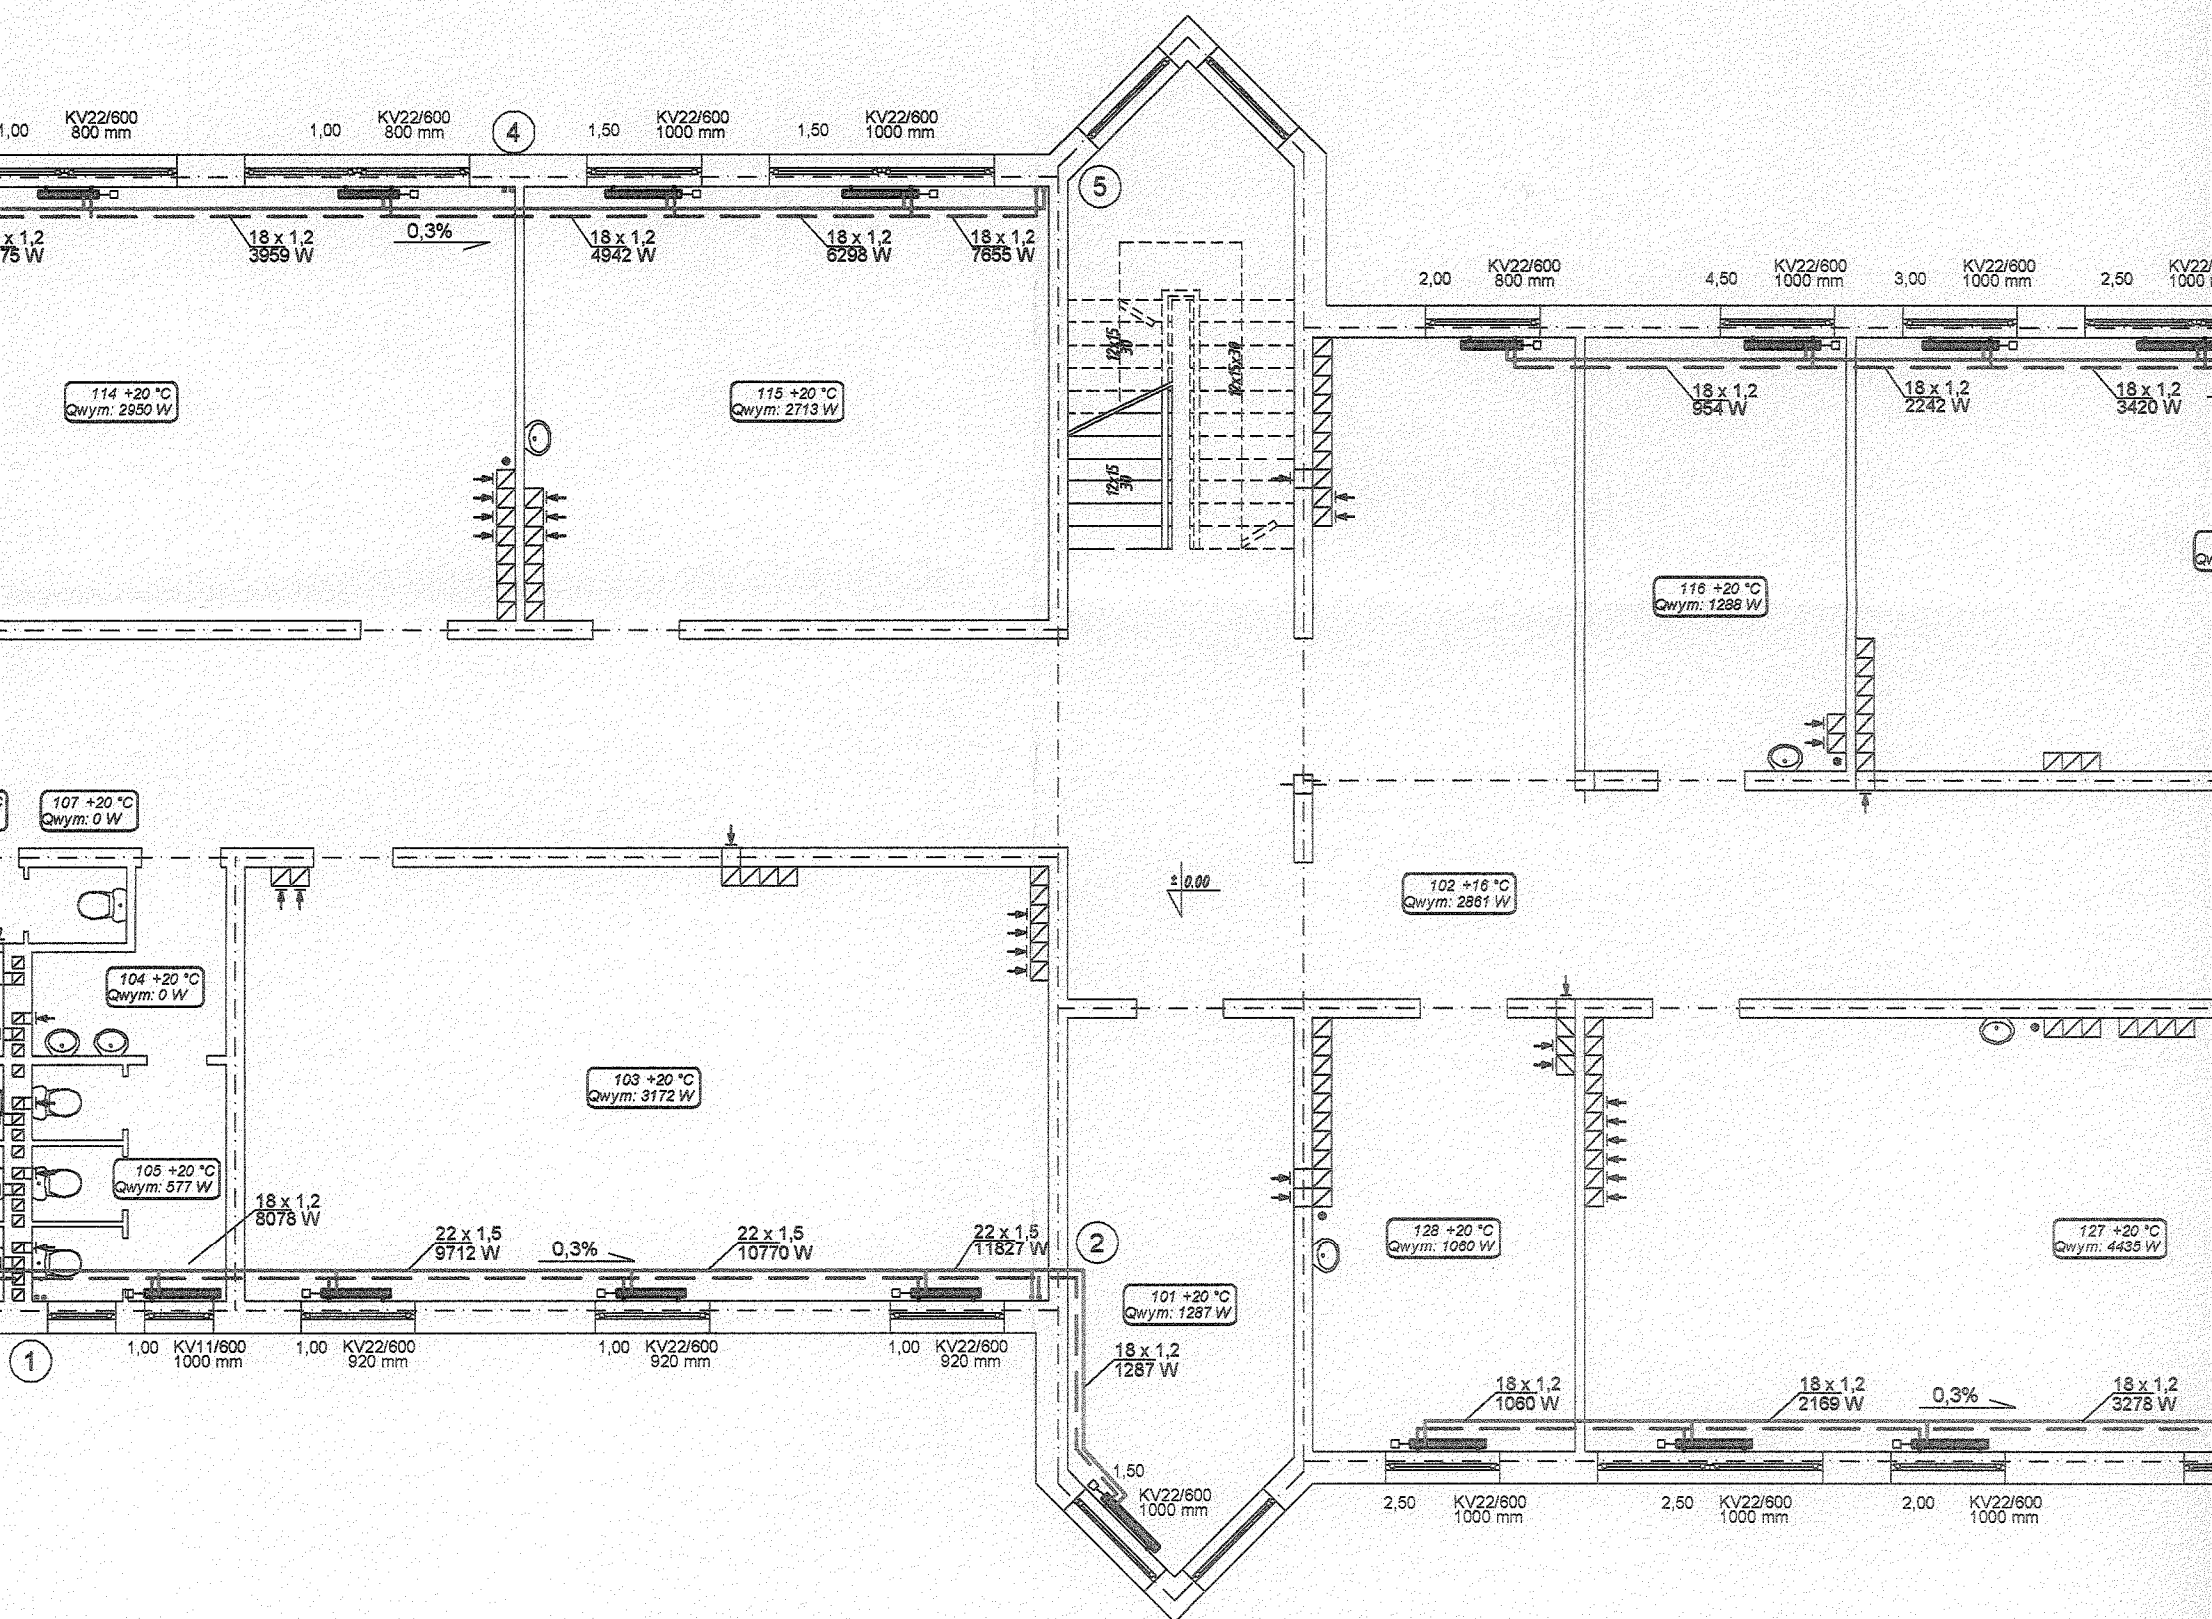 1,00
KV22/600
800 mm
1,00
KV22/600
800 mm
4
1,50
KV22/600
1000 mm
1,50
KV22/600
1000 mm
5
x 1,2
75 W
18 x 1,2
3959 W
0,3%
18 x 1,2
4942 W
18 x 1,2
6298 W
18 x 1,2
7655 W
2,00
KV22/600
800 mm
4,50
KV22/600
1000 mm
3,00
KV22/600
1000 mm
2,50
KV22/
1000
12x15
30
12x15x30
12x15
30
114 +20 °C
Qwym: 2950 W
115 +20 °C
Qwym: 2713 W
18 x 1,2
954 W
18 x 1,2
2242 W
18 x 1,2
3420 W
116 +20 °C
Qwym: 1288 W
107 +20 °C
Qwym: 0 W
± 0.00
102 +16 °C
Qwym: 2861 W
104 +20 °C
Qwym: 0 W
103 +20 °C
Qwym: 3172 W
105 +20 °C
Qwym: 577 W
18 x 1,2
8078 W
22 x 1,5
9712 W
0,3%
22 x 1,5
10770 W
22 x 1,5
11827 W
2
128 +20 °C
Qwym: 1060 W
127 +20 °C
Qwym: 4435 W
101 +20 °C
Qwym: 1287 W
1
1,00
KV11/600
1000 mm
1,00
KV22/600
920 mm
1,00
KV22/600
920 mm
1,00
KV22/600
920 mm
18 x 1,2
1287 W
18 x 1,2
1060 W
18 x 1,2
2169 W
0,3%
18 x 1,2
3278 W
1,50
KV22/600
1000 mm
2,50
KV22/600
1000 mm
2,50
KV22/600
1000 mm
2,00
KV22/600
1000 mm